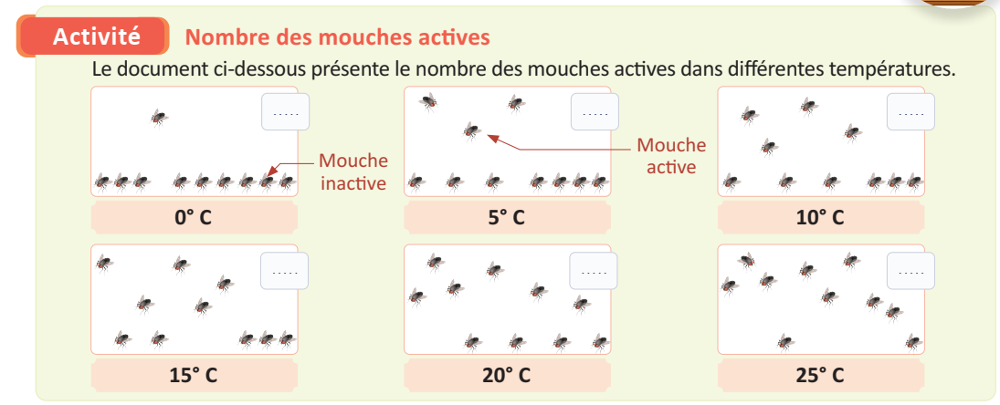 Activité
Nombre des mouches actives
Le document ci-dessous présente le nombre des mouches actives dans différentes températures.
.....
.....
.....
Mouche
inactive
Mouche
active
0° C
5° C
10° C
.....
.....
.....
15° C
20° C
25° C